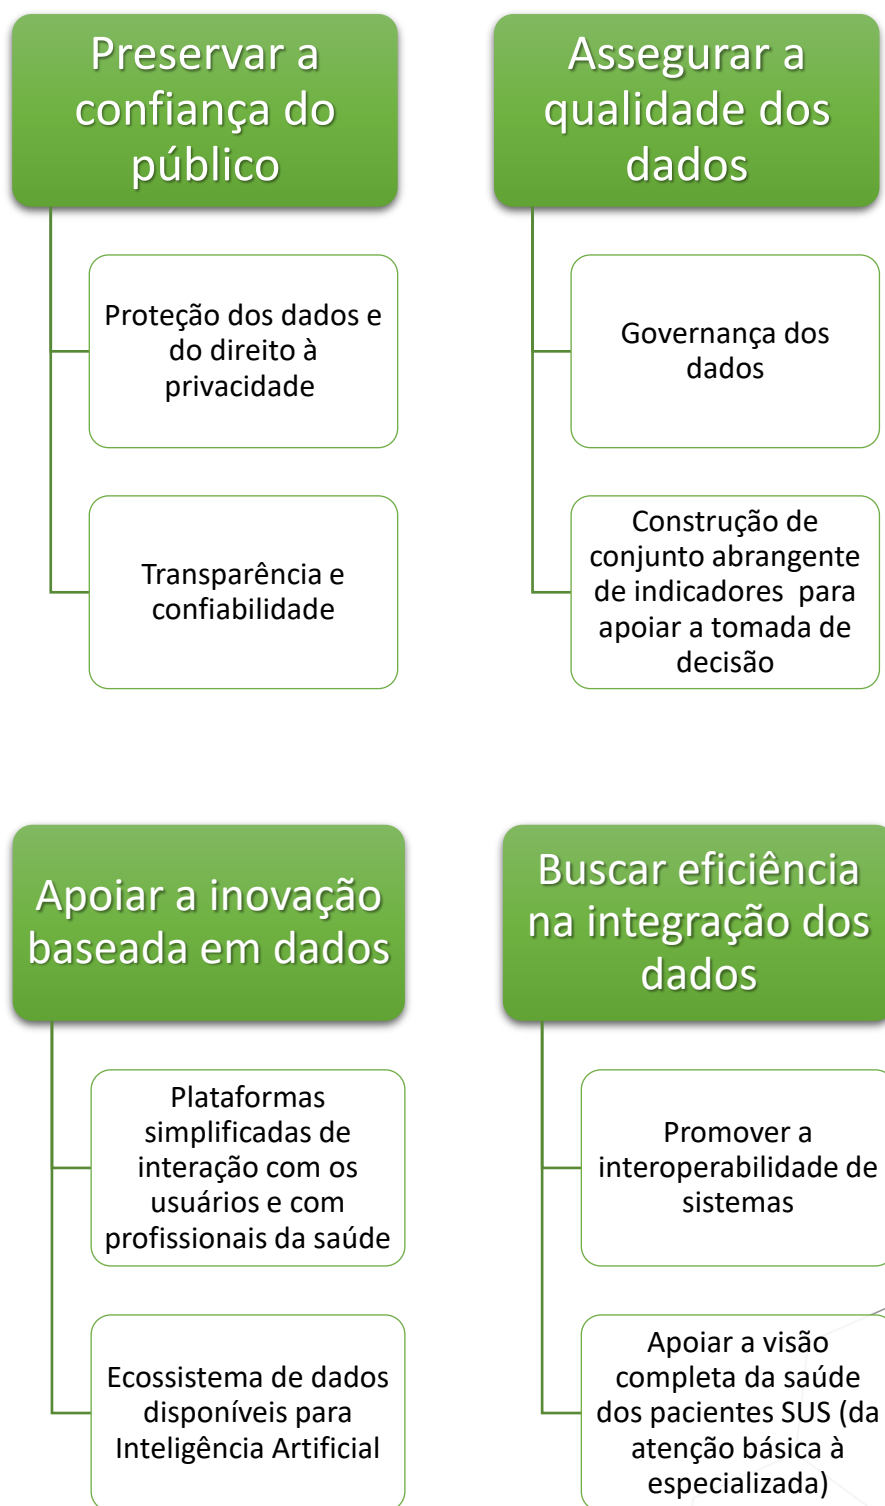 Preservar a
confiança do
público
Proteção dos dados e
do direito à
privacidade
Transparência e
confiabilidade
Assegurar a
qualidade dos
dados
Governança dos
dados
Construção de
conjunto abrangente
de indicadores para
apoiar a tomada de
decisão
Apoiar a inovação
baseada em dados
Plataformas
simplificadas de
interação com os
usuários e com
profissionais da saúde
Ecossistema de dados
disponíveis para
Inteligência Artificial
Buscar eficiência
na integração dos
dados
Promover a
interoperabilidade de
sistemas
Apoiar a visão
completa da saúde
dos pacientes SUS (da
atenção básica à
especializada)